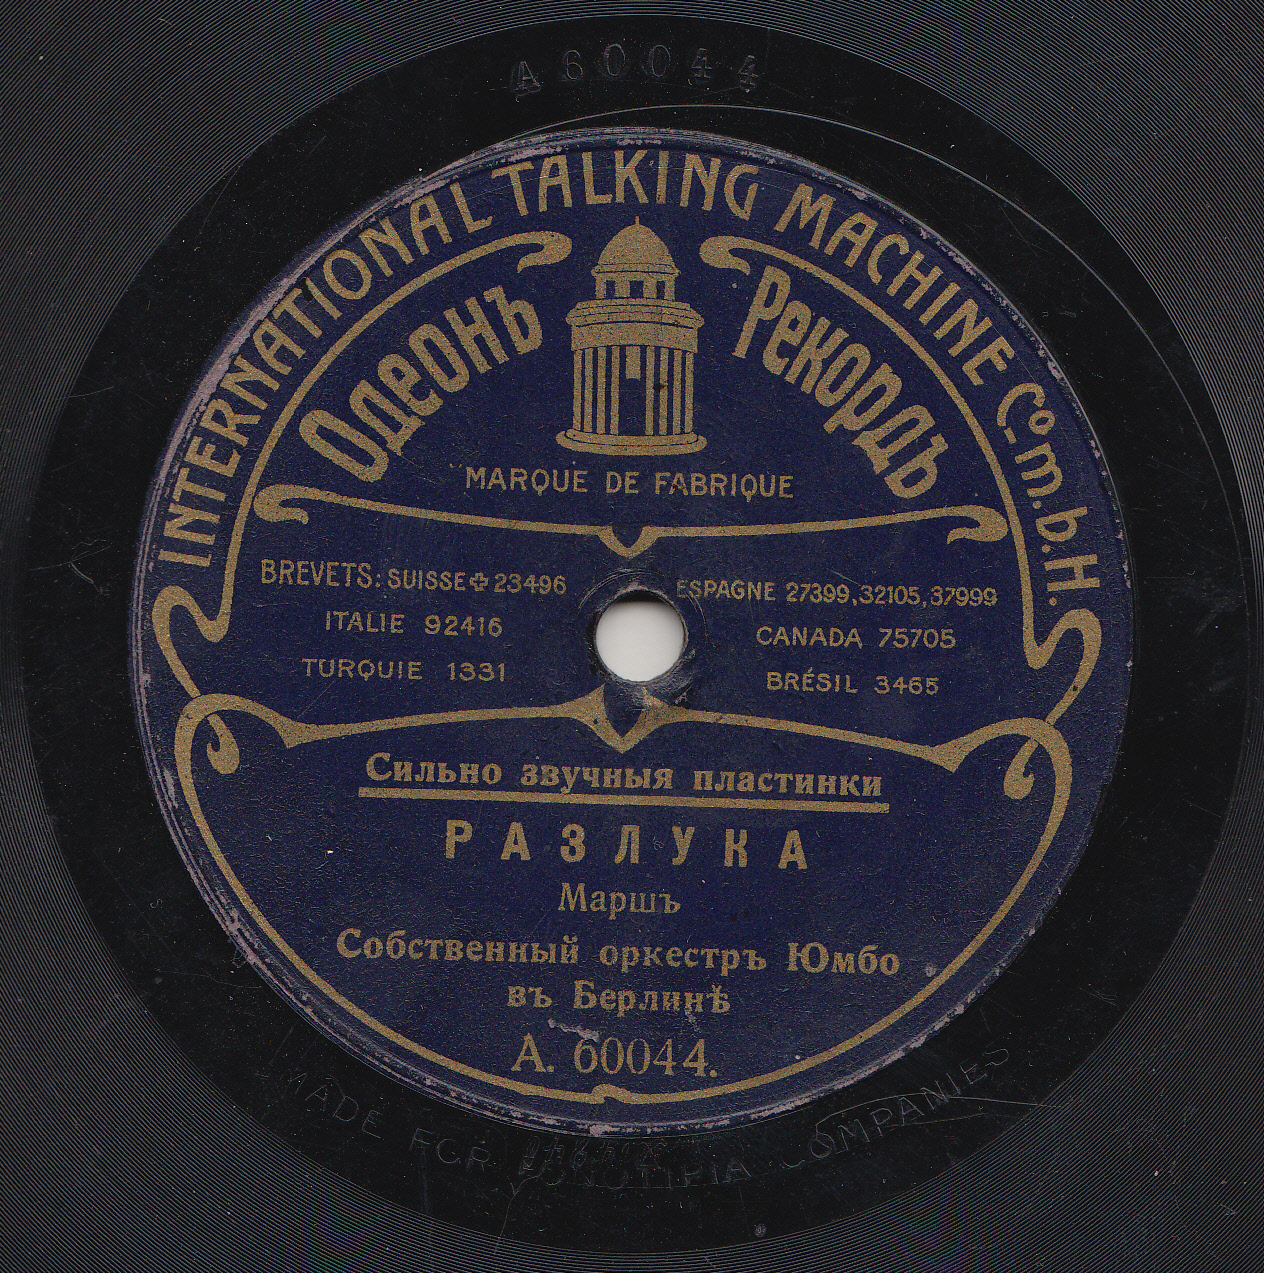 A 60044
INTERNATIONAL TALKING MACHINE Co. m.b.H.
Одеонъ Рекордъ
MARQUE DE FABRIQUE
BREVETS: SUISSE ✚ 23496 ESPAGNE 27399, 32105, 37999
ITALIE 92416 CANADA 75705
TURQUIE 1331 BRÉSIL 3465
Сильно звучныя пластинки
РАЗЛУКА
Маршъ
Собственный оркестръ Юмбо
въ Берлинѣ
А. 60044.
MADE FOR FONOTIPIA COMPANIES